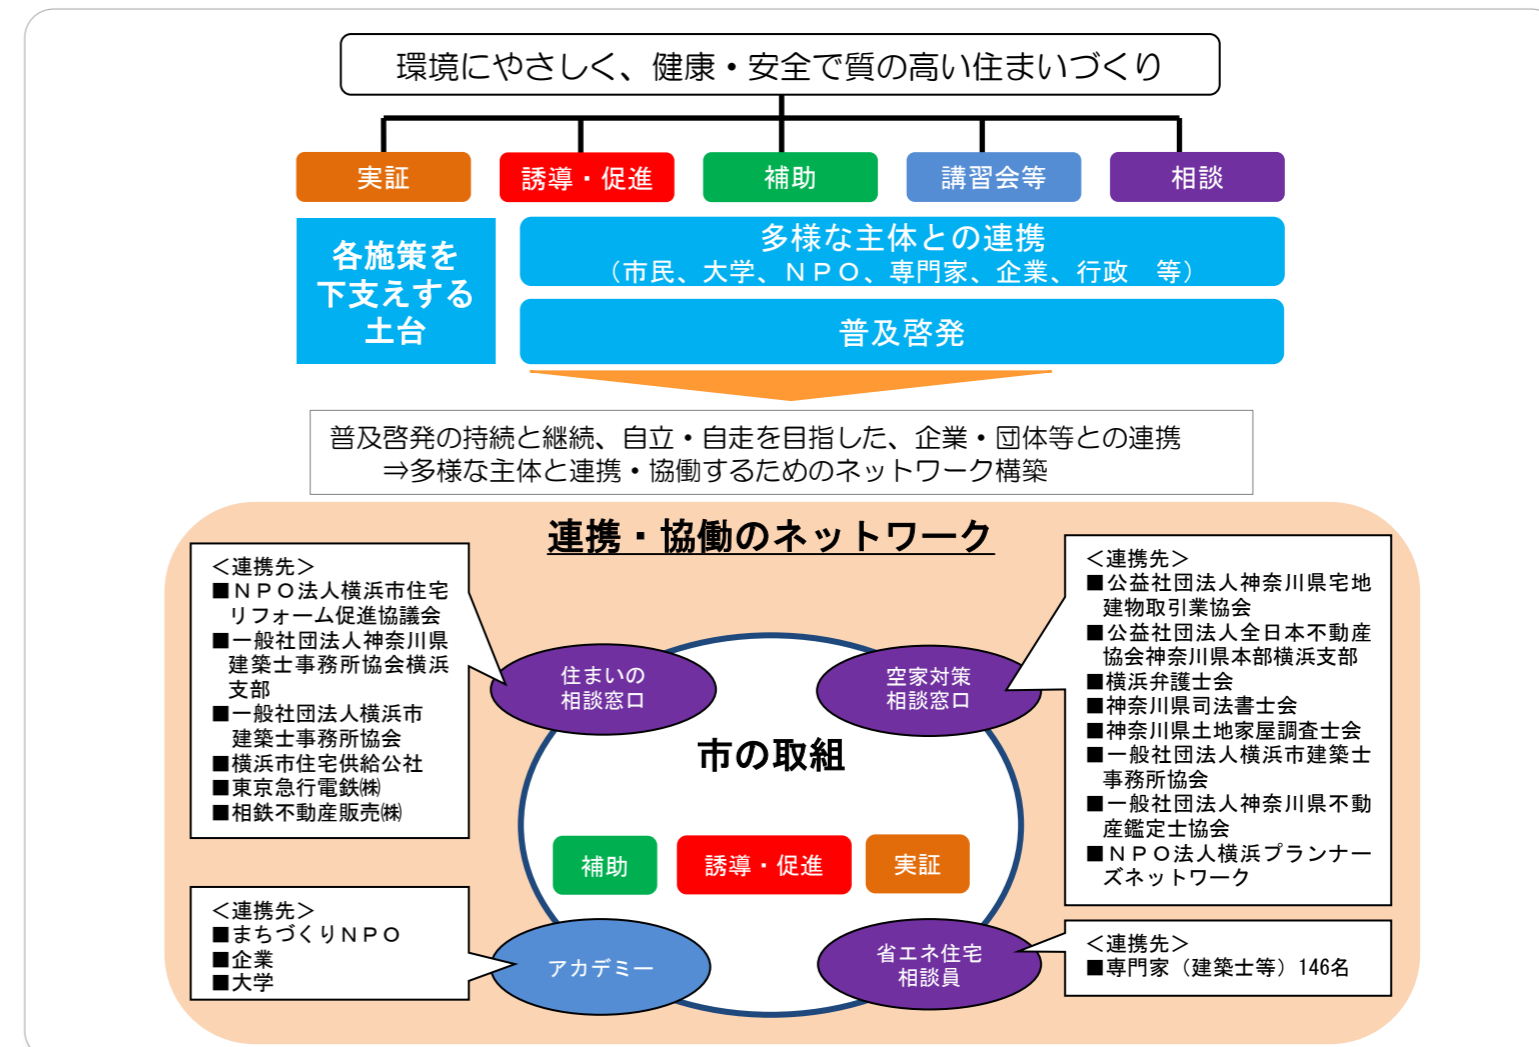 環境にやさしく、健康・安全で質の高い住まいづくり
実証
誘導・促進
補助
講習会等
相談
各施策を
下支えする
土台
多様な主体との連携
（市民、大学、ＮＰＯ、専門家、企業、行政　等）
普及啓発
普及啓発の持続と継続、自立・自走を目指した、企業・団体等との連携
⇒多様な主体と連携・協働するためのネットワーク構築
連携・協働のネットワーク
＜連携先＞
■ＮＰＯ法人横浜市住宅
リフォーム促進協議会
■一般社団法人神奈川県
建築士事務所協会横浜
支部
■一般社団法人横浜市
建築士事務所協会
■横浜市住宅供給公社
■東京急行電鉄㈱
■相鉄不動産販売㈱
＜連携先＞
■公益社団法人神奈川県宅地
建物取引業協会
■公益社団法人全日本不動産
協会神奈川県本部横浜支部
■横浜弁護士会
■神奈川県司法書士会
■神奈川県土地家屋調査士会
■一般社団法人横浜市建築士
事務所協会
■一般社団法人神奈川県不動
産鑑定士協会
■ＮＰＯ法人横浜プランナー
ズネットワーク
住まいの
相談窓口
空家対策
相談窓口
市の取組
補助
誘導・促進
実証
＜連携先＞
■まちづくりＮＰＯ
■企業
■大学
アカデミー
省エネ住宅
相談員
＜連携先＞
■専門家（建築士等）146名